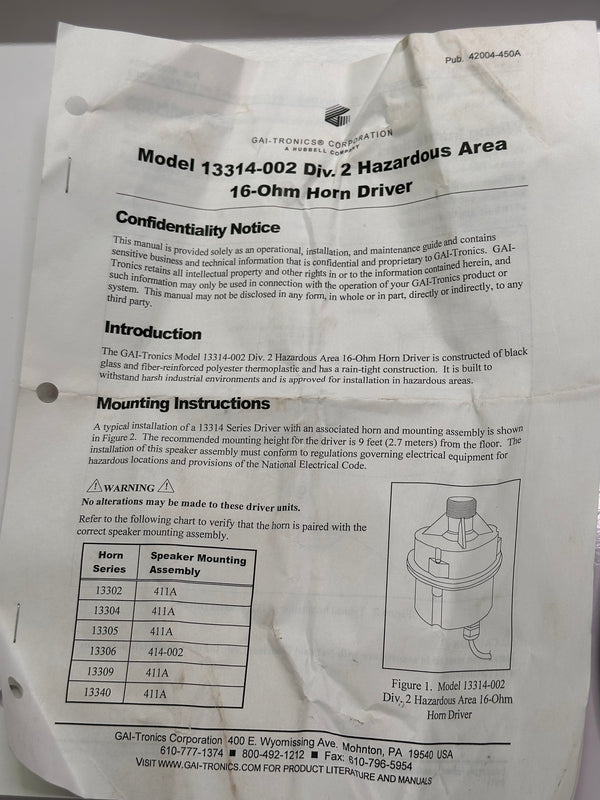 Pub. 42004-450A
GAI-TRONICS® CORPORATION
A HUBBELL COMPANY
Model 13314-002 Div. 2 Hazardous Area
16-Ohm Horn Driver
Confidentiality Notice
This manual is provided solely as an operational, installation, and maintenance guide and contains
sensitive business and technical information that is confidential and proprietary to GAI-Tronics. GAI-
Tronics retains all intellectual property and other rights in or to the information contained herein, and
such information may only be used in connection with the operation of your GAI-Tronics product or
system. This manual may not be disclosed in any form, in whole or in part, directly or indirectly, to any
third party.
Introduction
The GAI-Tronics Model 13314-002 Div. 2 Hazardous Area 16-Ohm Horn Driver is constructed of black
glass and fiber-reinforced polyester thermoplastic and has a rain-tight construction. It is built to
withstand harsh industrial environments and is approved for installation in hazardous areas.
Mounting Instructions
A typical installation of a 13314 Series Driver with an associated horn and mounting assembly is shown
in Figure 2. The recommended mounting height for the driver is 9 feet (2.7 meters) from the floor. The
installation of this speaker assembly must conform to regulations governing electrical equipment for
hazardous locations and provisions of the National Electrical Code.
⚠ WARNING ⚠
No alterations may be made to these driver units.
Refer to the following chart to verify that the horn is paired with the
correct speaker mounting assembly.
Horn Series Speaker Mounting Assembly
13302 411A
13304 411A
13305 411A
13306 414-002
13309 411A
13340 411A
Figure 1. Model 13314-002
Div. 2 Hazardous Area 16-Ohm
Horn Driver
GAI-Tronics Corporation 400 E. Wyomissing Ave. Mohnton, PA 19540 USA
610-777-1374 ■ 800-492-1212 ■ Fax: 610-796-5954
VISIT WWW.GAI-TRONICS.COM FOR PRODUCT LITERATURE AND MANUALS